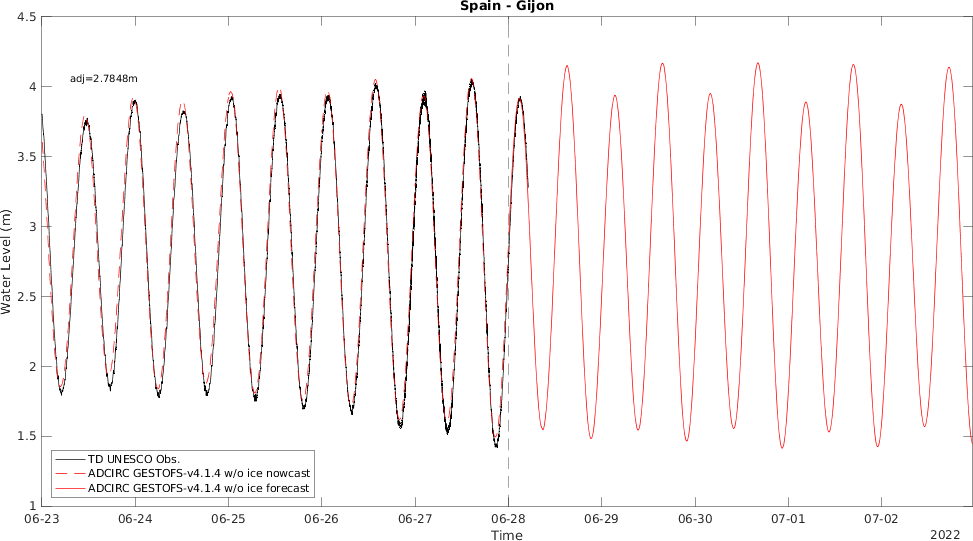 Spain - Gijon
4.5
adj=2.7848m
4
3.5
3
2.5
2
1.5
1
Water Level (m)
TD UNESCO Obs.
ADCIRC GESTOFS-v4.1.4 w/o ice nowcast
ADCIRC GESTOFS-v4.1.4 w/o ice forecast
06-23 06-24 06-25 06-26 06-27 06-28 06-29 06-30 07-01 07-02
Time
2022